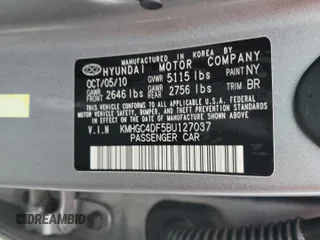 MANUFACTURED IN KOREA BY
HYUNDAI MOTOR COMPANY
OCT/05/10 GVWR 5115 lbs PAINT NY
GAWR FRONT 2646 lbs GAWR REAR 2756 lbs TRIM BR
THIS VEHICLE CONFORMS TO ALL APPLICABLE
FEDERAL MOTOR VEHICLE SAFETY, BUMPER,
AND THEFT PREVENTION STANDARDS
IN EFFECT ON THE DATE OF MANUFACTURE
SHOWN ABOVE.
V.I.N KMHGC4DF5BU127037
PASSENGER CAR
DREAMBID